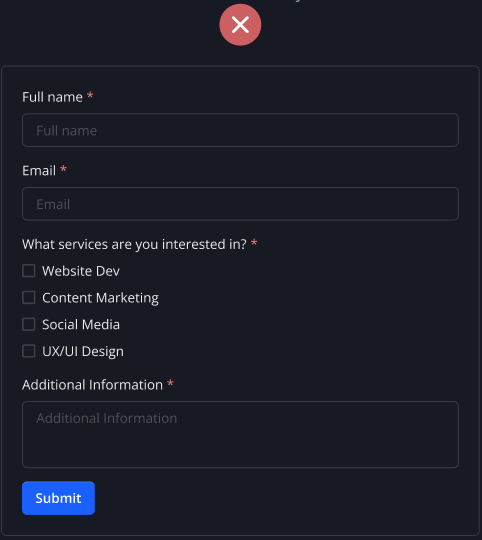 Full name *
Full name
Email *
Email
What services are you interested in? *
Website Dev
Content Marketing
Social Media
UX/UI Design
Additional Information *
Additional Information
Submit